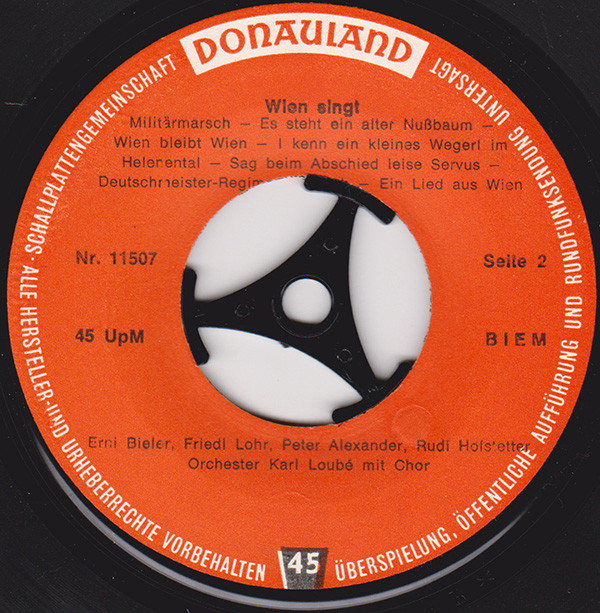 DONAULAND
SCHALLPLATTENGEMEINSCHAFT · ALLE HERSTELLER-UND URHEBERRECHTE VORBEHALTEN
45
ÜBERSPIELUNG, ÖFFENTLICHE AUFFÜHRUNG UND RUNDFUNKSENDUNG UNTERSAGT
Wien singt
Militärmarsch – Es steht ein alter Nußbaum –
Wien bleibt Wien – I kenn ein kleines Wegerl im
Helenental – Sag beim Abschied leise Servus –
– Ein Lied aus Wien
Nr. 11507
Seite 2
45 UpM
BIEM
Erni Bieler, Friedl Lohr, Peter Alexander, Rudi Hofstetter
Orchester Karl Loubé mit Chor